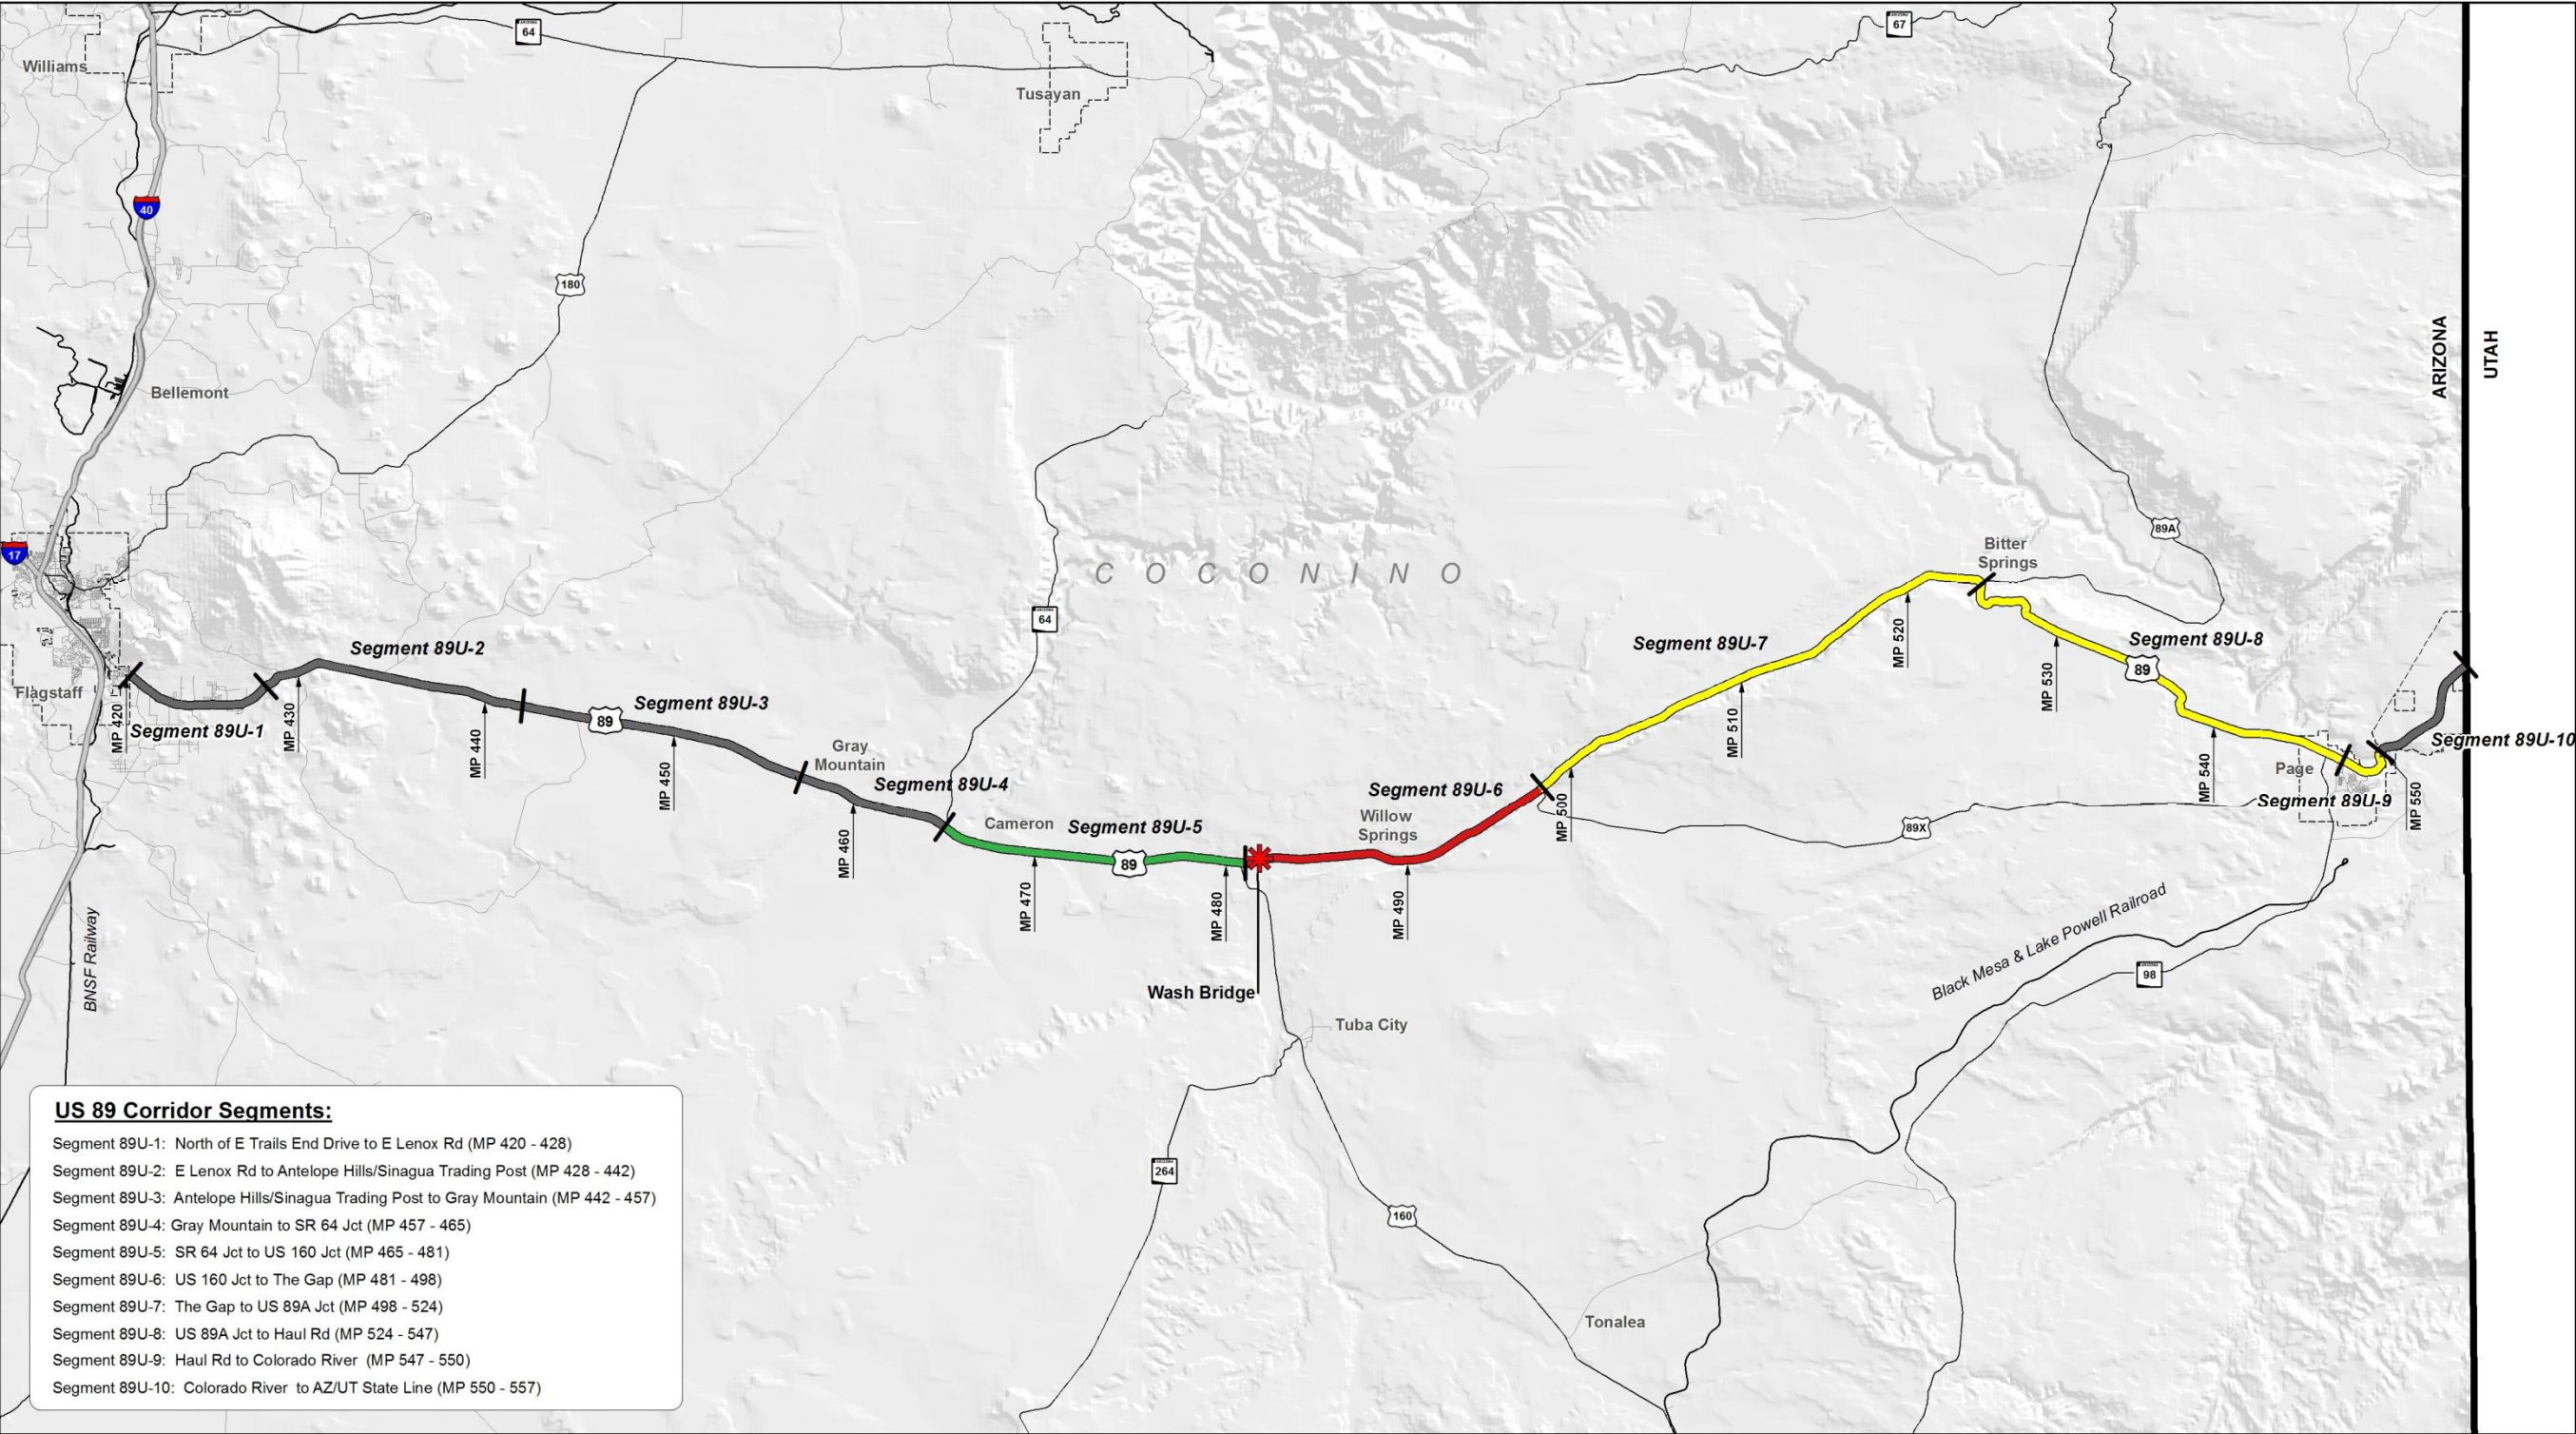 64
67
Williams
Tusayan
40
180
ARIZONA
UTAH
Bellemont
89A
17
Bitter
Springs
COCONINO
64
Segment 89U-2
Segment 89U-7
Segment 89U-8
MP 520
89
MP 530
Flagstaff
MP 420
Segment 89U-1
MP 430
MP 440
Segment 89U-3
89
MP 450
Gray
Mountain
Segment 89U-4
MP 460
MP 510
Segment 89U-10
Page
MP 540
Segment 89U-9
MP 550
Segment 89U-6
Willow
Springs
MP 500
89X
Cameron
Segment 89U-5
89
MP 470
MP 480
MP 490
BNSF Railway
Black Mesa & Lake Powell Railroad
98
Wash Bridge
Tuba City
264
160
Tonalea
US 89 Corridor Segments:
Segment 89U-1: North of E Trails End Drive to E Lenox Rd (MP 420 - 428)
Segment 89U-2: E Lenox Rd to Antelope Hills/Sinagua Trading Post (MP 428 - 442)
Segment 89U-3: Antelope Hills/Sinagua Trading Post to Gray Mountain (MP 442 - 457)
Segment 89U-4: Gray Mountain to SR 64 Jct (MP 457 - 465)
Segment 89U-5: SR 64 Jct to US 160 Jct (MP 465 - 481)
Segment 89U-6: US 160 Jct to The Gap (MP 481 - 498)
Segment 89U-7: The Gap to US 89A Jct (MP 498 - 524)
Segment 89U-8: US 89A Jct to Haul Rd (MP 524 - 547)
Segment 89U-9: Haul Rd to Colorado River (MP 547 - 550)
Segment 89U-10: Colorado River to AZ/UT State Line (MP 550 - 557)